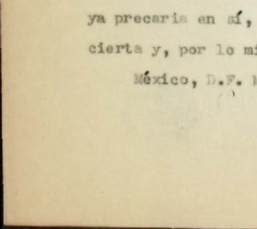 ya precaria en sí,
cierta y, por lo
México, D.F.